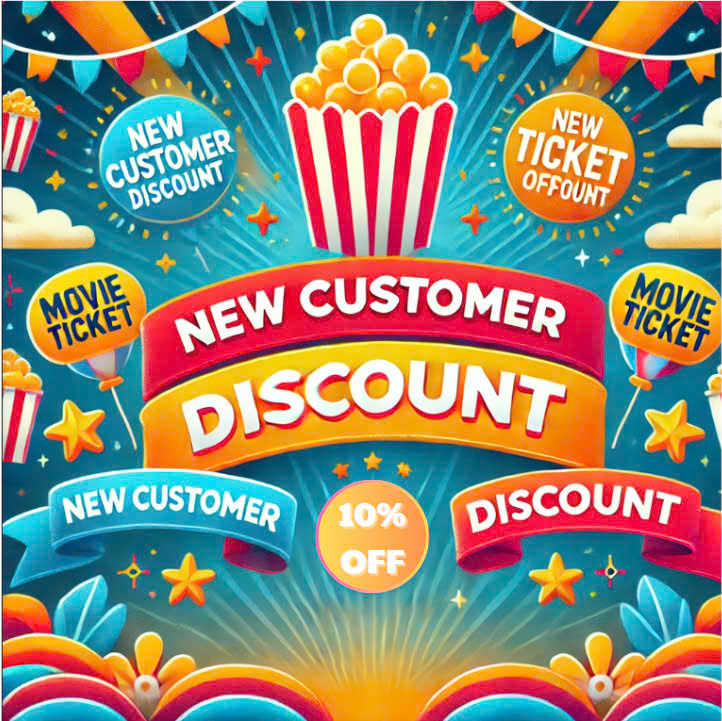 NEW
CUSTOMER
DISCOUNT
NEW
TICKET
OFFOUNT
MOVIE
TICKET
MOVIE
TICKET
NEW CUSTOMER
DISCOUNT
NEW CUSTOMER
10%
OFF
DISCOUNT